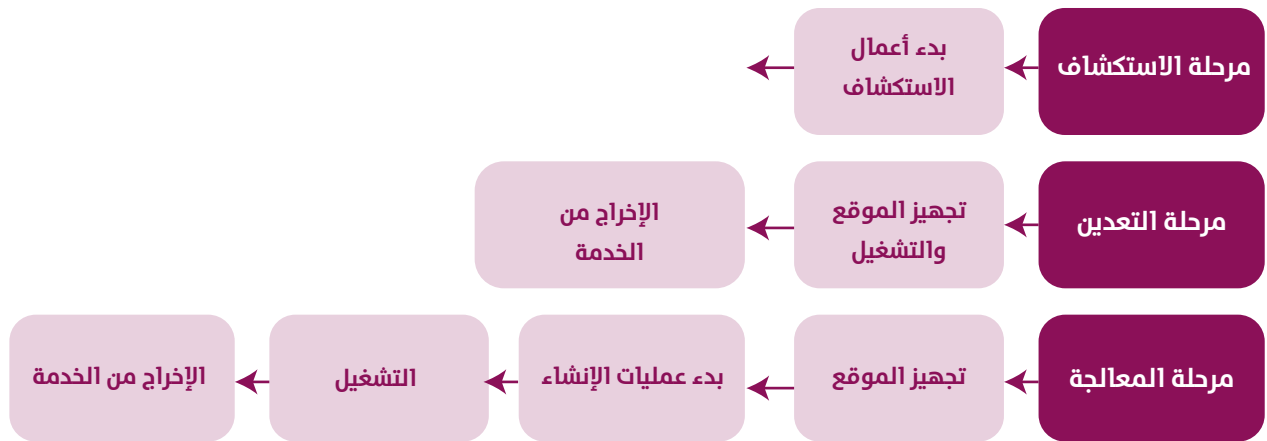 مرحلة الاستكشاف
بدء أعمال
الاستكشاف
مرحلة التعدين
تجهيز الموقع
والتشغيل
الإخراج من
الخدمة
مرحلة المعالجة
تجهيز الموقع
بدء عمليات الإنشاء
التشغيل
الإخراج من الخدمة